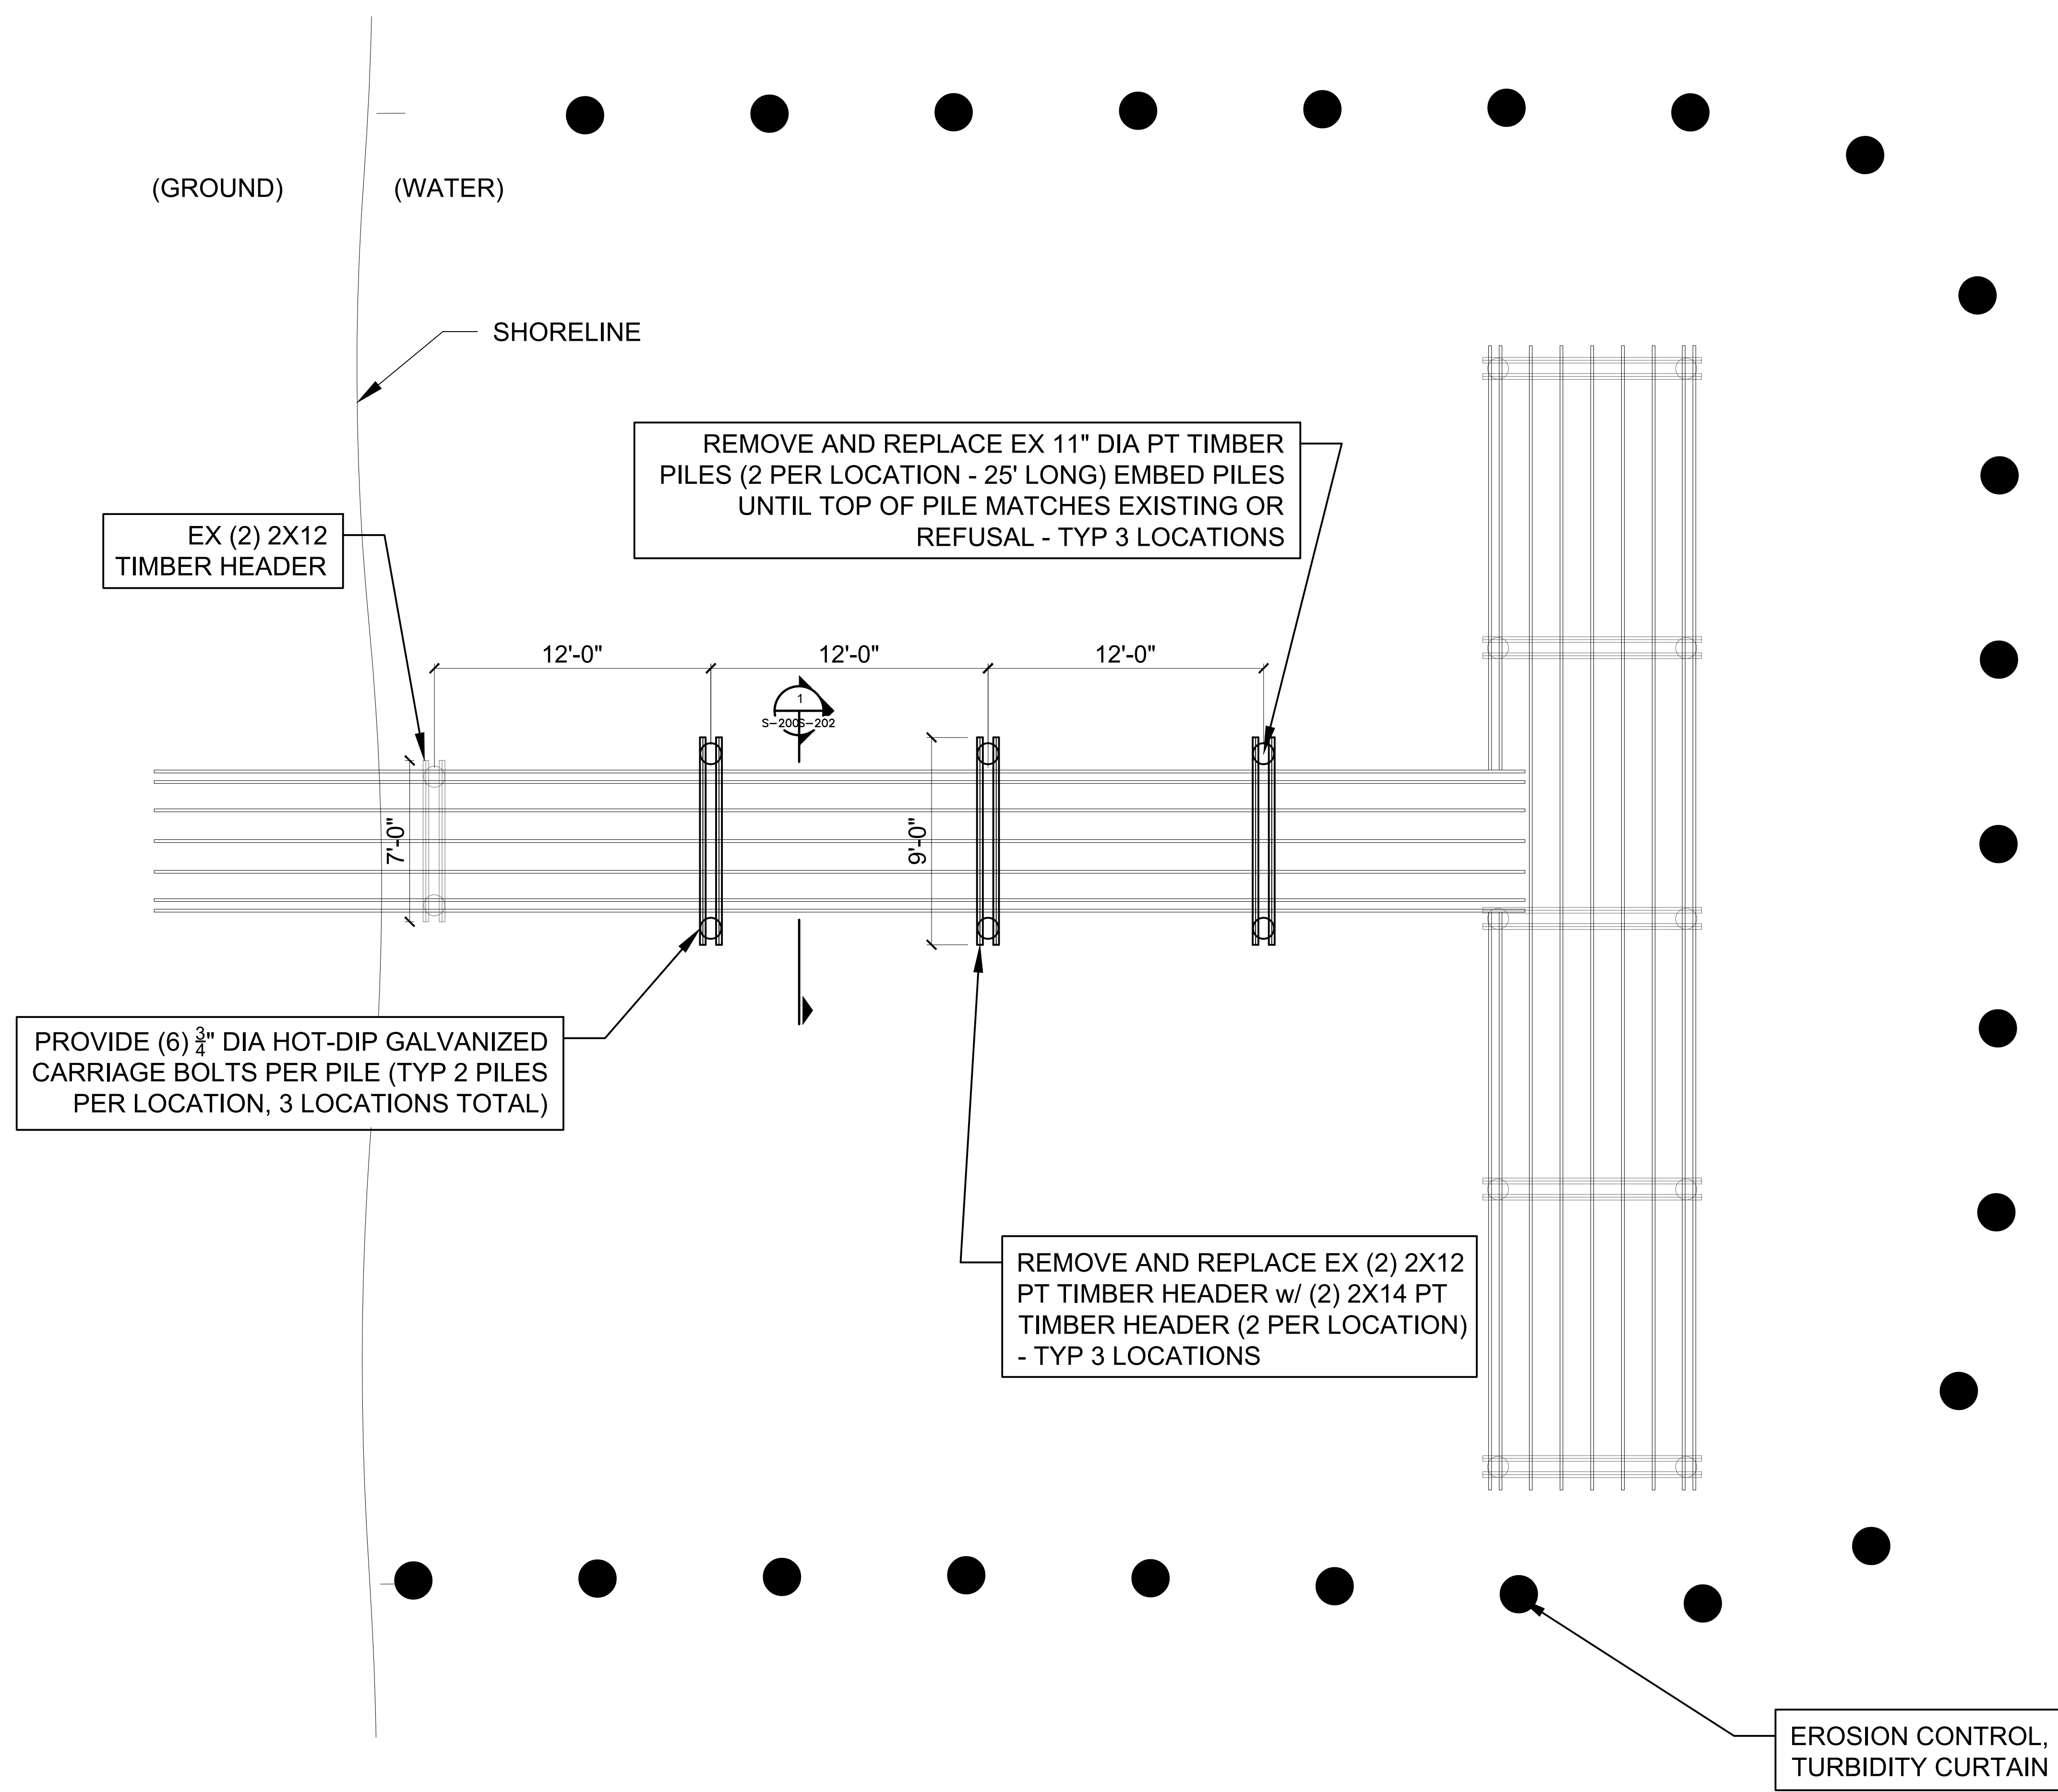 (GROUND)
(WATER)
SHORELINE
REMOVE AND REPLACE EX 11" DIA PT TIMBER
PILES (2 PER LOCATION - 25' LONG) EMBED PILES
UNTIL TOP OF PILE MATCHES EXISTING OR
REFUSAL - TYP 3 LOCATIONS
EX (2) 2X12
TIMBER HEADER
12'-0"
12'-0"
12'-0"
1
S-200
S-202
7'-0"
9'-0"
PROVIDE (6) 3/4" DIA HOT-DIP GALVANIZED
CARRIAGE BOLTS PER PILE (TYP 2 PILES
PER LOCATION, 3 LOCATIONS TOTAL)
REMOVE AND REPLACE EX (2) 2X12
PT TIMBER HEADER w/ (2) 2X14 PT
TIMBER HEADER (2 PER LOCATION)
- TYP 3 LOCATIONS
EROSION CONTROL,
TURBIDITY CURTAIN